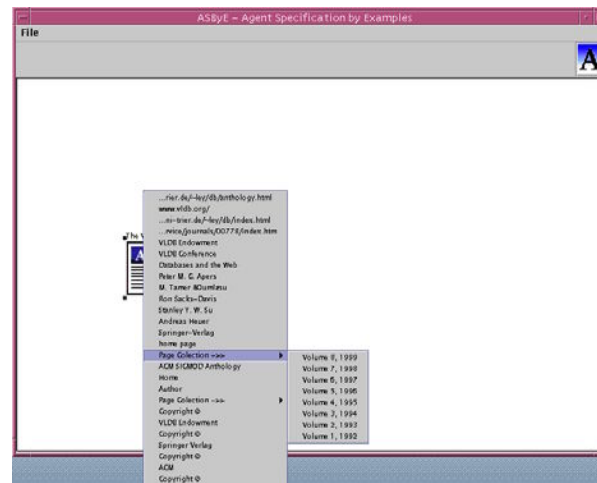 ASByE – Agent Specification by Examples
File
A
...rier.de/~ley/db/anthology.html
www.vldb.org/
...ni-trier.de/~ley/db/index.html
...rvice/journals/00778/index.htm
VLDB Endowment
VLDB Conference
Databases and the Web
Peter M. G. Apers
M. Tamer
Ron Sacks-Davis
Stanley Y. W. Su
Andreas Heuer
Springer-Verlag
home page
Page Colection ->>
ACM SIGMOD Anthology
Home
Author
Page Colection ->>
Copyright ©
VLDB Endowment
Copyright ©
Springer Verlag
Copyright ©
ACM
Copyright ©
The V
A
Volume 8, 1999
Volume 7, 1998
Volume 6, 1997
Volume 5, 1996
Volume 4, 1995
Volume 3, 1994
Volume 2, 1993
Volume 1, 1992